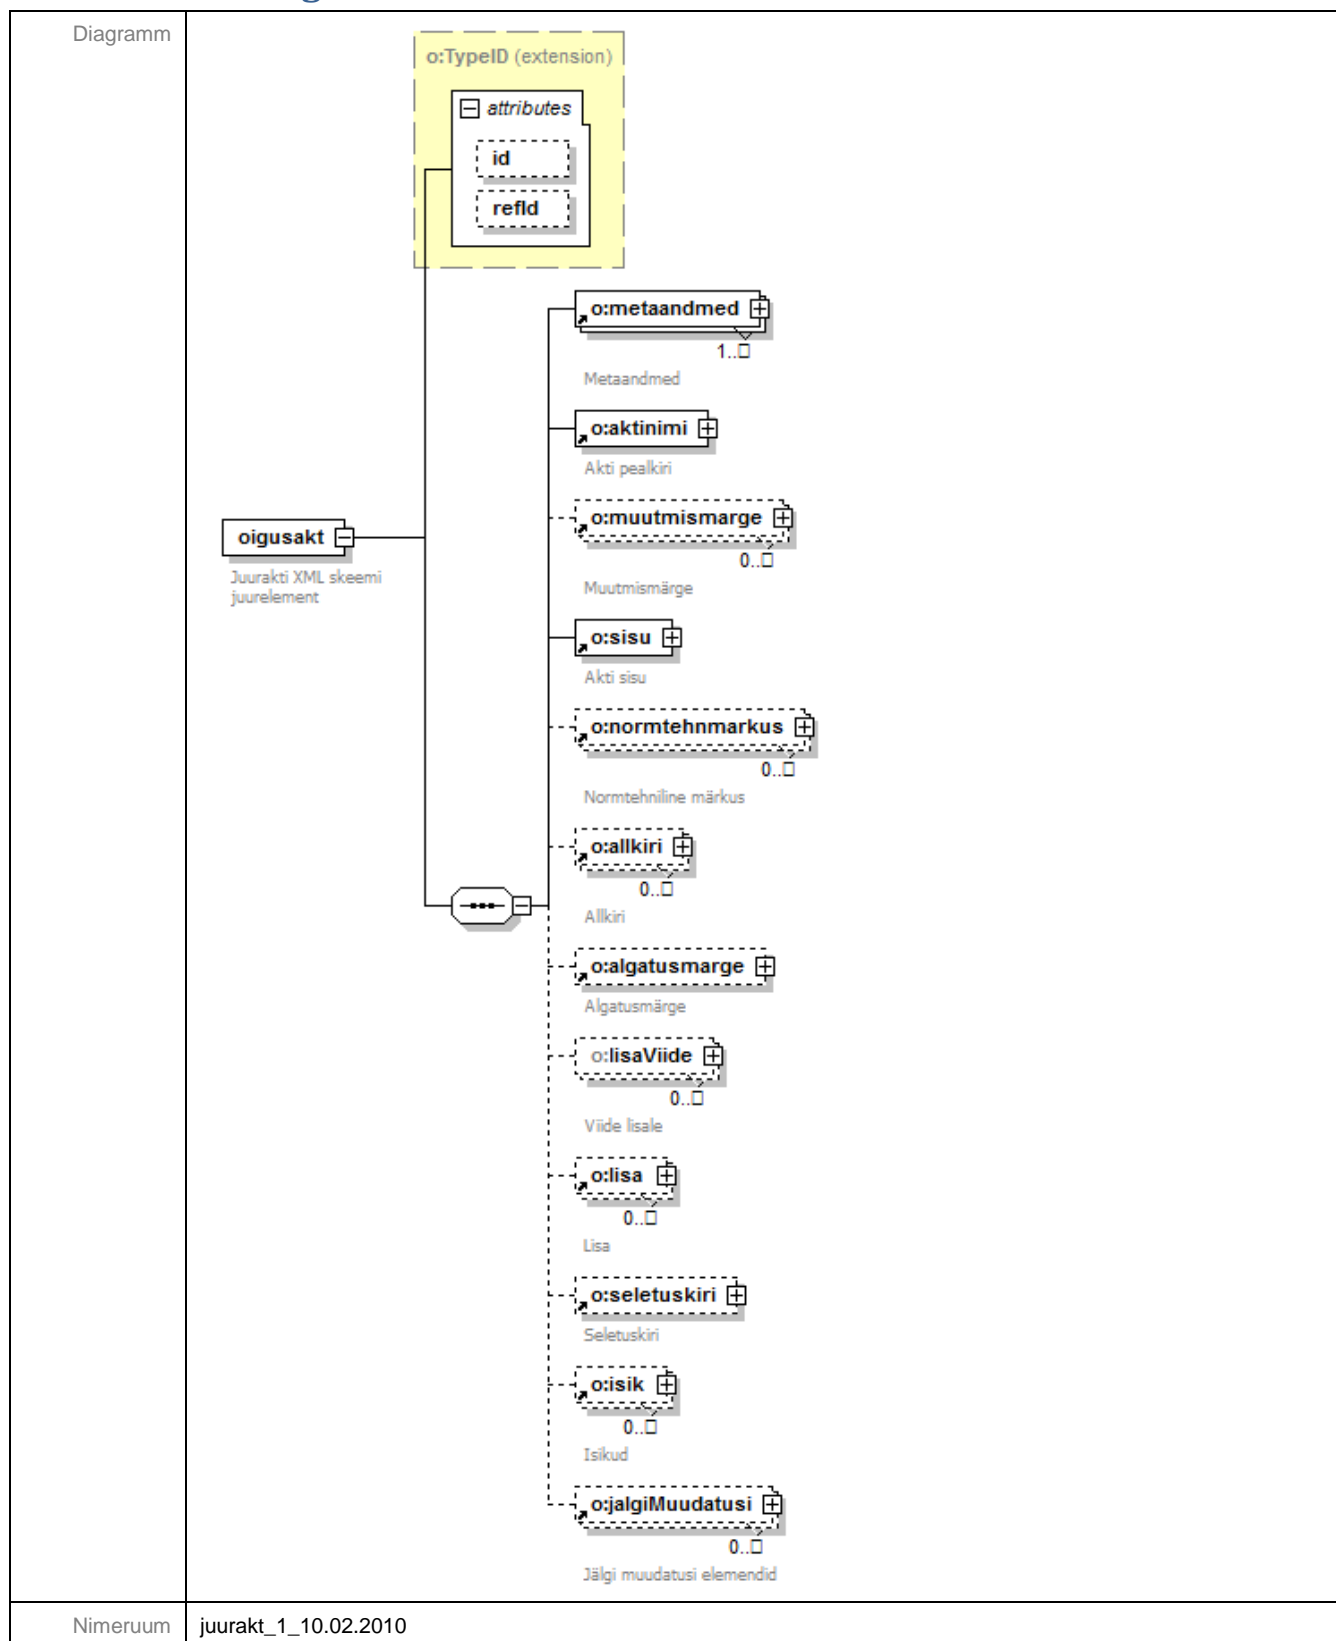 Diagramm
o:TypeID (extension)
attributes
id
refId
o:metaandmed
1..□
Metaandmed
o:aktinimi
Akti pealkiri
o:muutmismarge
0..□
Muutmismärge
oigusakt
Juurakti XML skeemi
juurelement
o:sisu
Akti sisu
o:normtehnmarkus
0..□
Normtehniline märkus
o:allkiri
0..□
Allkiri
o:algatusmarge
Algatusmärge
o:lisaViide
0..□
Viide lisale
o:lisa
0..□
Lisa
o:seletuskiri
Seletuskiri
o:isik
0..□
Isikud
o:jalgiMuudatusi
0..□
Jälgi muudatusi elemendid
Nimeruum
juurakt_1_10.02.2010